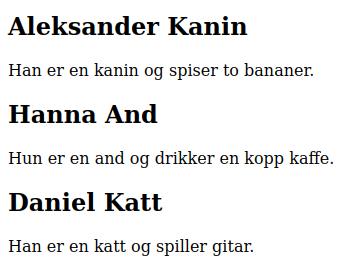 Aleksander Kanin
Han er en kanin og spiser to bananer.
Hanna And
Hun er en and og drikker en kopp kaffe.
Daniel Katt
Han er en katt og spiller gitar.